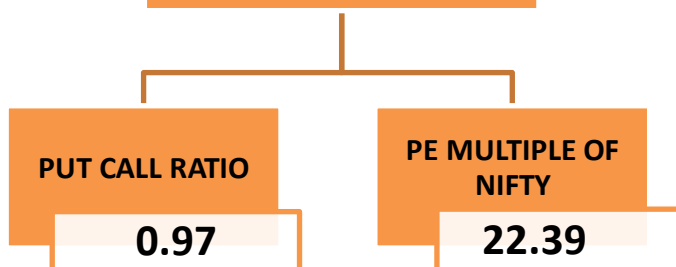 PUT CALL RATIO
0.97
PE MULTIPLE OF
NIFTY
22.39